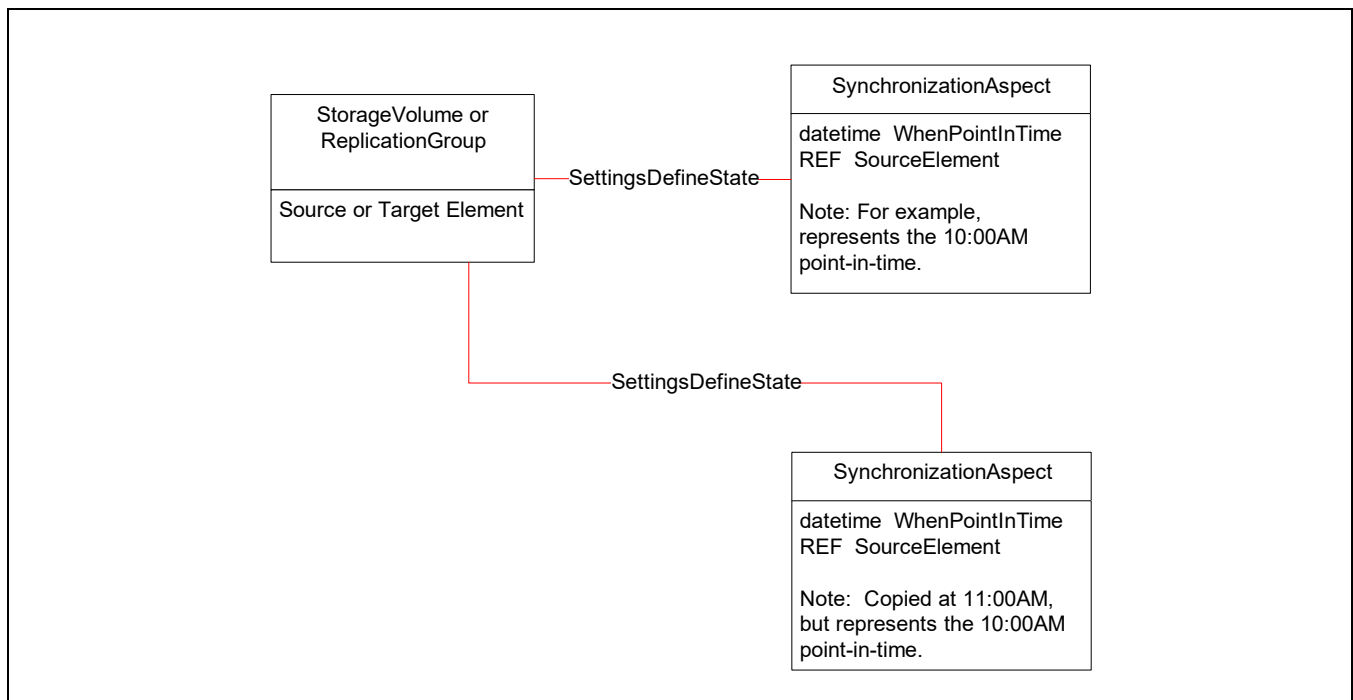 StorageVolume or
ReplicationGroup
Source or Target Element
SettingsDefineState
SynchronizationAspect
datetime  WhenPointInTime
REF  SourceElement
Note: For example,
represents the 10:00AM
point-in-time.
SettingsDefineState
SynchronizationAspect
datetime  WhenPointInTime
REF  SourceElement
Note:  Copied at 11:00AM,
but represents the 10:00AM
point-in-time.